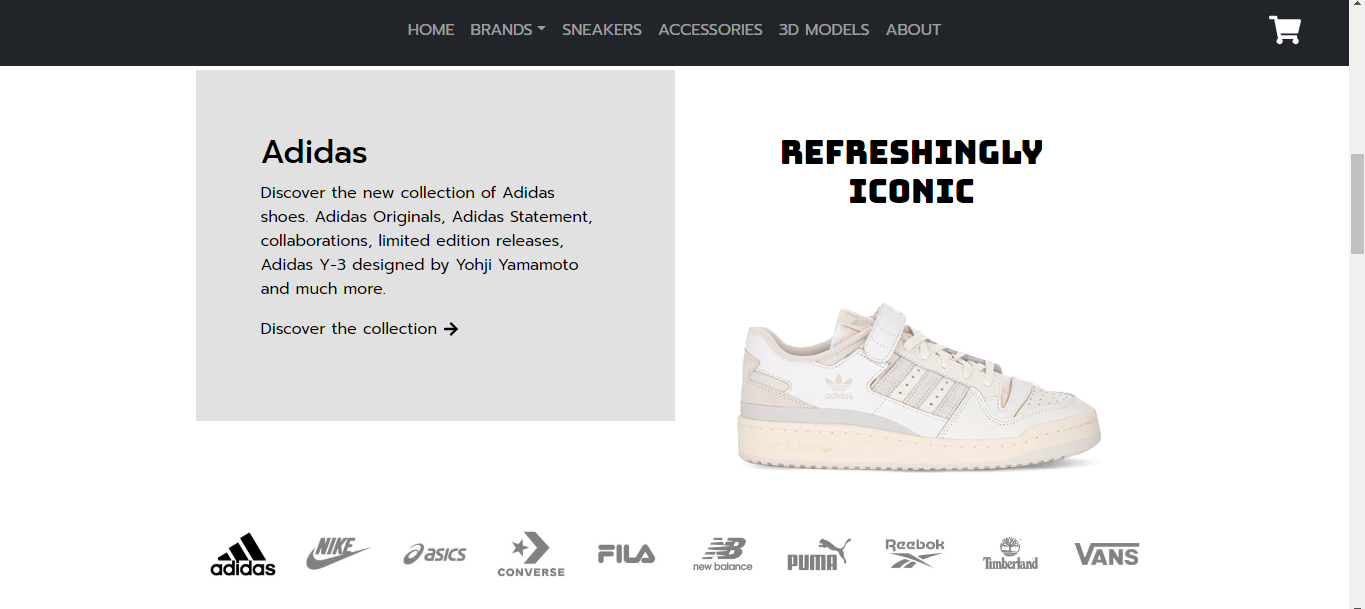 HOME BRANDS SNEAKERS ACCESSORIES 3D MODELS ABOUT
Adidas
Discover the new collection of Adidas
shoes. Adidas Originals, Adidas Statement,
collaborations, limited edition releases,
Adidas Y-3 designed by Yohji Yamamoto
and much more.
Discover the collection
REFRESHINGLY
ICONIC
adidas
adidas
adidas NIKE asics CONVERSE FILA new balance PUMA Reebok Timberland VANS